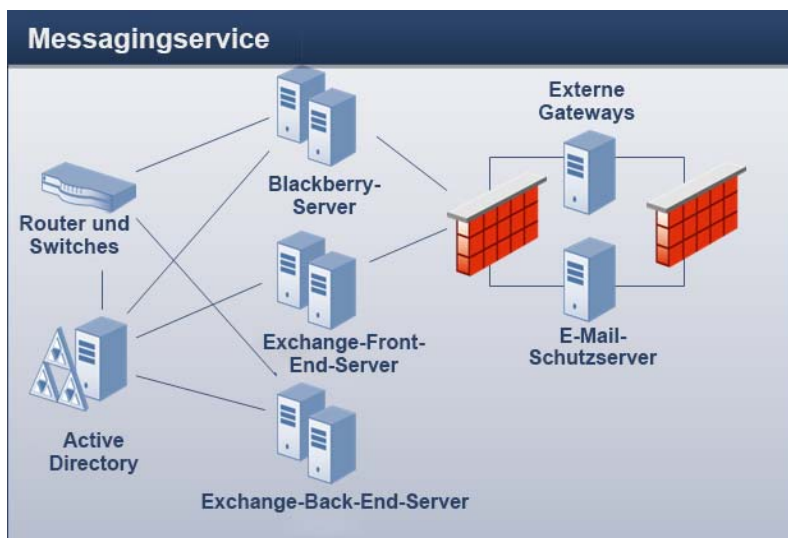 Messagingservice
Externe
Gateways
Blackberry-
Server
Router und
Switches
Exchange-Front-
End-Server
E-Mail-
Schutzserver
Active
Directory
Exchange-Back-End-Server